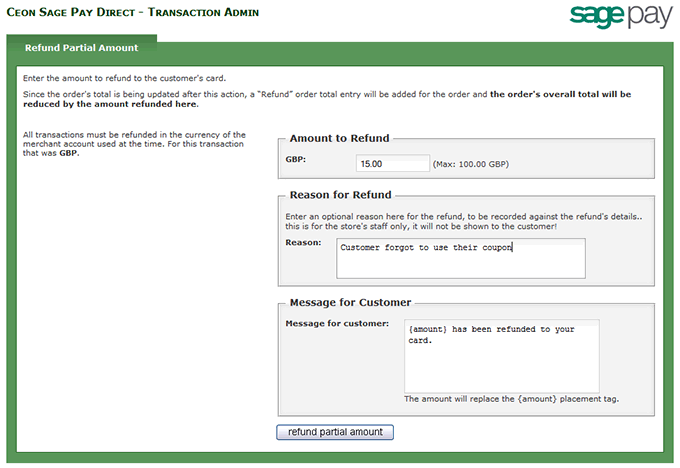 CEON SAGE PAY DIRECT - TRANSACTION ADMIN
sage pay
Refund Partial Amount
Enter the amount to refund to the customer's card.
Since the order's total is being updated after this action, a "Refund" order total entry will be added for the order and the order's overall total will be
reduced by the amount refunded here.
All transactions must be refunded in the currency of the
merchant account used at the time. For this transaction
that was GBP.
Amount to Refund
GBP: 15.00 (Max: 100.00 GBP)
Reason for Refund
Enter an optional reason here for the refund, to be recorded against the refund's details..
this is for the store's staff only, it will not be shown to the customer!
Reason: Customer forgot to use their coupon
Message for Customer
Message for customer: {amount} has been refunded to your
card.
The amount will replace the {amount} placement tag.
refund partial amount